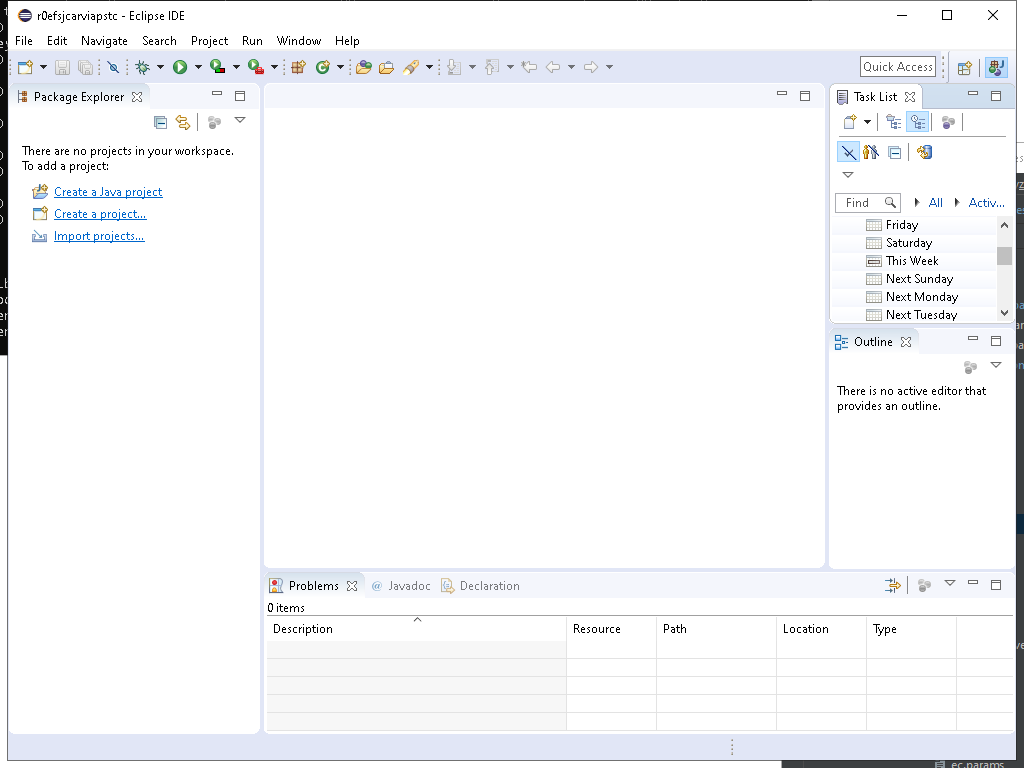 r0efsjcarviapstc - Eclipse IDE
File Edit Navigate Search Project Run Window Help
Quick Access
Package Explorer
There are no projects in your workspace.
To add a project:
Create a Java project
Create a project...
Import projects...
Task List
Find All Activ...
Friday
Saturday
This Week
Next Sunday
Next Monday
Next Tuesday
Outline
There is no active editor that
provides an outline.
Problems @ Javadoc Declaration
0 items
Description Resource Path Location Type
ec.params